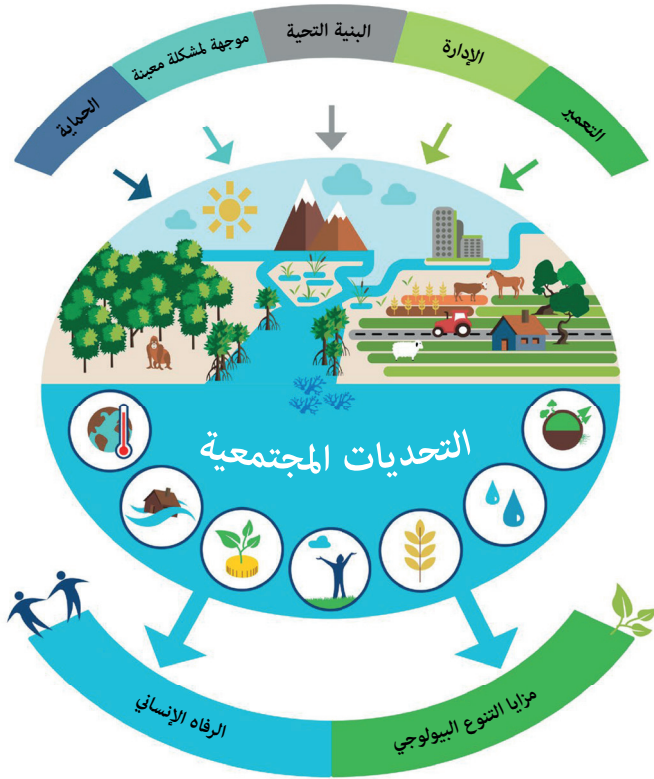 التعمير
الإدارة
البنية التحية
موجهة لمشكلة معينة
الحماية
التحديات المجتمعية
مزايا التنوع البيولوجي
الرفاه الإنساني